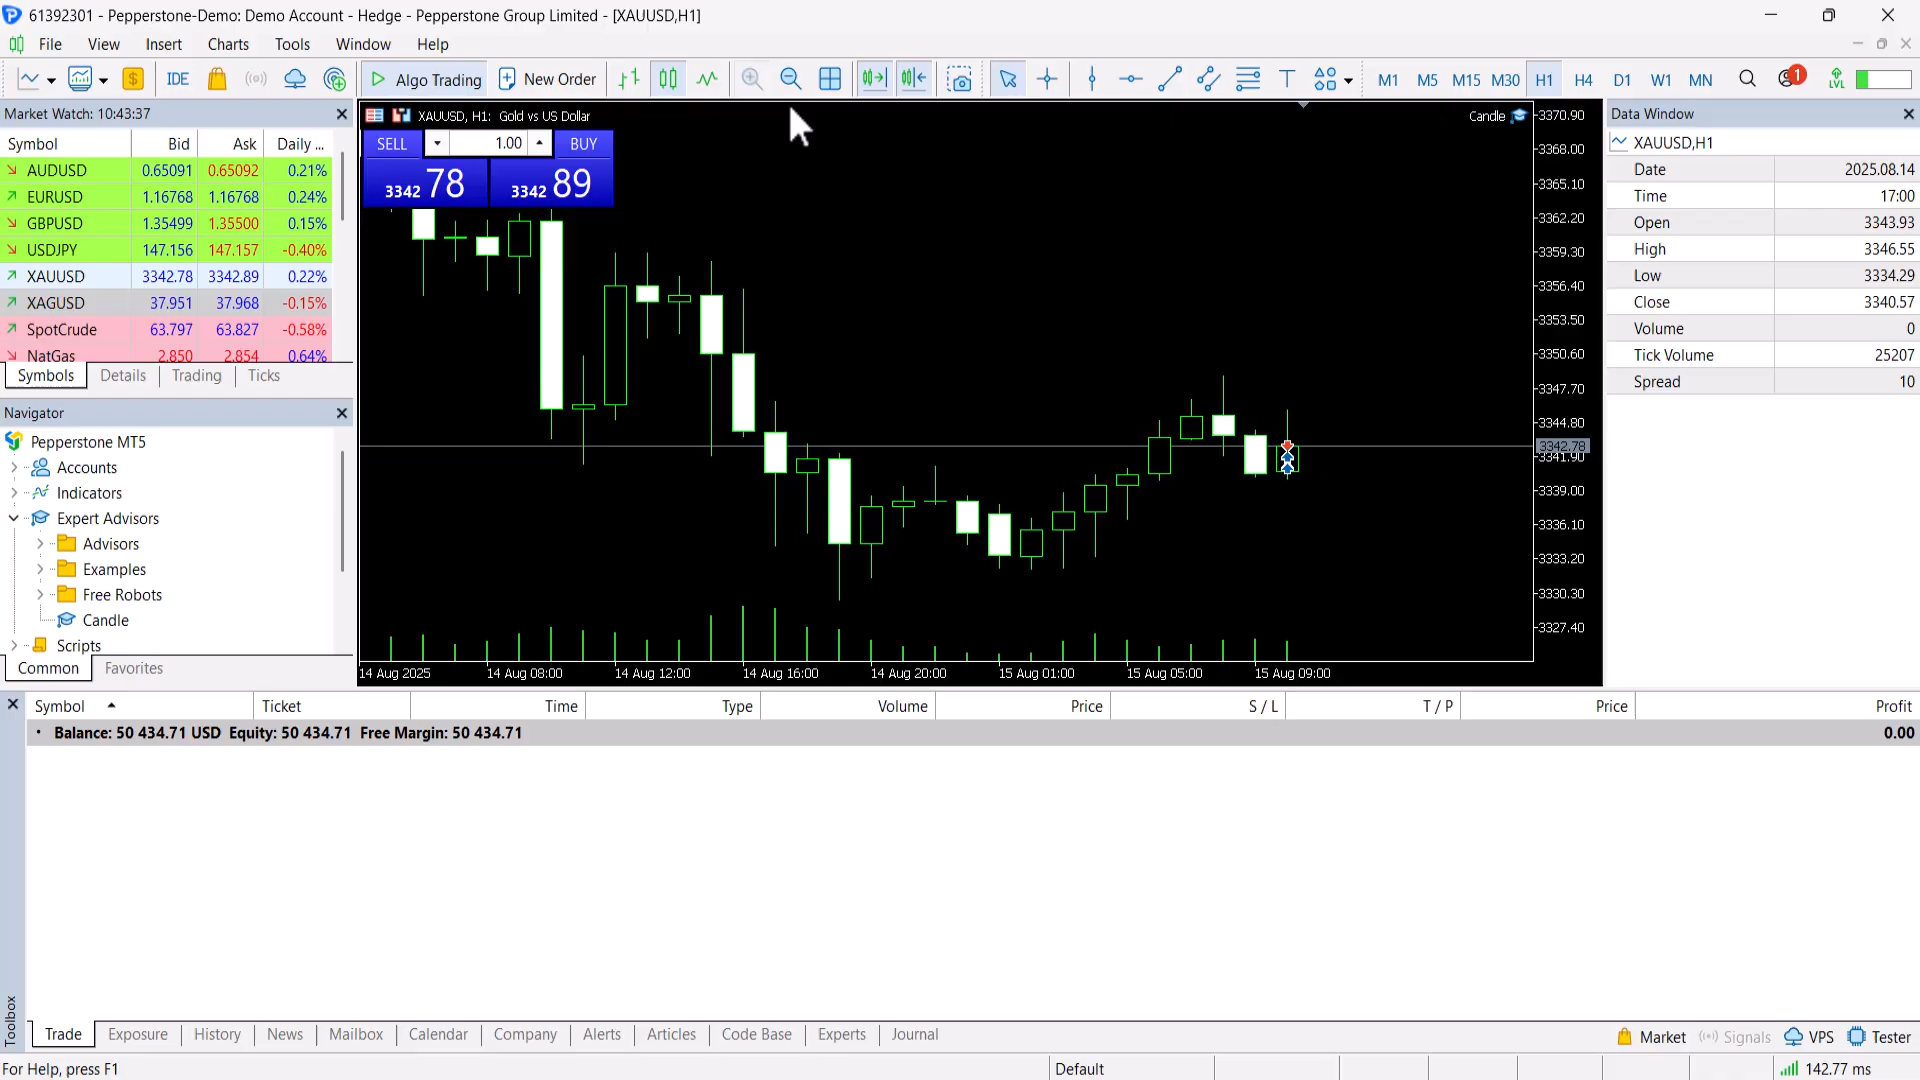 61392301 - Pepperstone-Demo: Demo Account - Hedge - Pepperstone Group Limited - [XAUUSD,H1]
File View Insert Charts Tools Window Help
IDE Algo Trading New Order M1 M5 M15 M30 H1 H4 D1 W1 MN 1 LVL
Market Watch: 10:43:37
Symbol Bid Ask Daily ...
AUDUSD 0.65091 0.65092 0.21%
EURUSD 1.16768 1.16768 0.24%
GBPUSD 1.35499 1.35500 0.15%
USDJPY 147.156 147.157 -0.40%
XAUUSD 3342.78 3342.89 0.22%
XAGUSD 37.951 37.968 -0.15%
SpotCrude 63.797 63.827 -0.58%
NatGas 2.850 2.854 0.64%
Symbols Details Trading Ticks
Navigator
Pepperstone MT5
Accounts
Indicators
Expert Advisors
Advisors
Examples
Free Robots
Candle
Scripts
Common Favorites
XAUUSD, H1: Gold vs US Dollar
Candle
SELL 1.00 BUY
3342 78 3342 89
3370.90
3368.00
3365.10
3362.20
3359.30
3356.40
3353.50
3350.60
3347.70
3344.80
3342.78
3341.90
3339.00
3336.10
3333.20
3330.30
3327.40
14 Aug 2025 14 Aug 08:00 14 Aug 12:00 14 Aug 16:00 14 Aug 20:00 15 Aug 01:00 15 Aug 05:00 15 Aug 09:00
Data Window
XAUUSD,H1
Date 2025.08.14
Time 17:00
Open 3343.93
High 3346.55
Low 3334.29
Close 3340.57
Volume 0
Tick Volume 25207
Spread 10
Symbol Ticket Time Type Volume Price S / L T / P Price Profit
Balance: 50 434.71 USD Equity: 50 434.71 Free Margin: 50 434.71 0.00
Toolbox
Trade Exposure History News Mailbox Calendar Company Alerts Articles Code Base Experts Journal
Market Signals VPS Tester
For Help, press F1 Default 142.77 ms